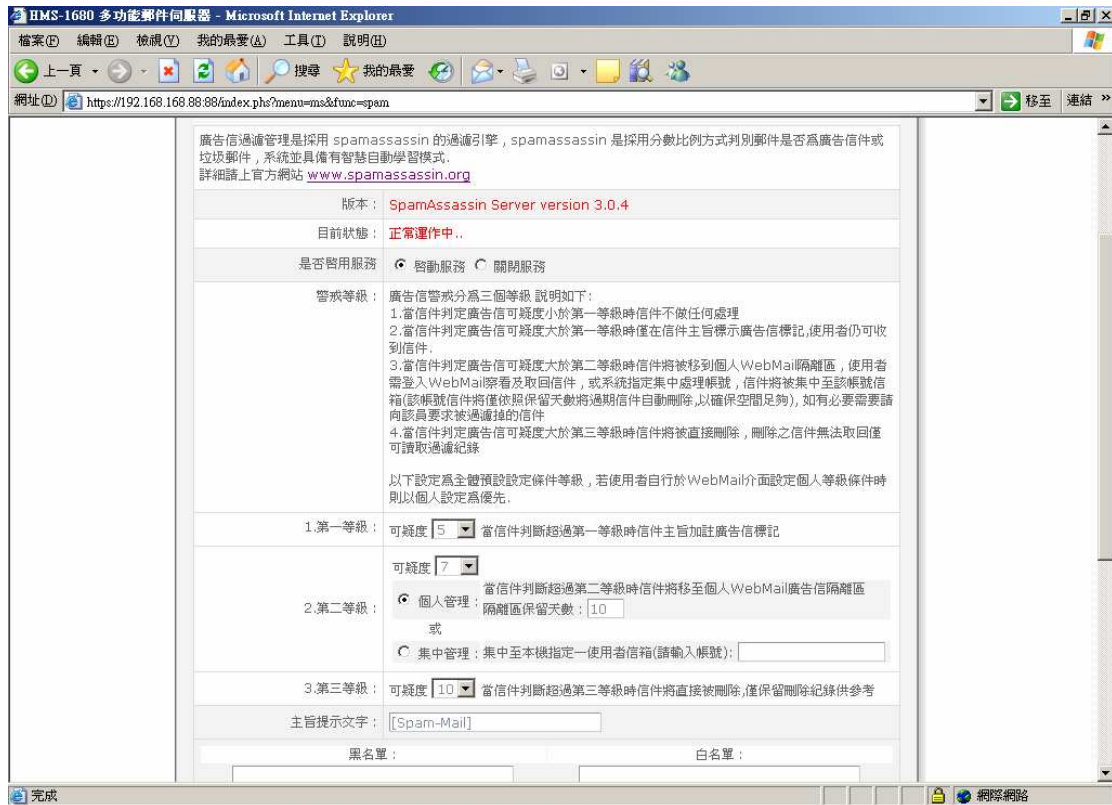 HMS-1680 多功能郵件伺服器 - Microsoft Internet Explorer
檔案(F) 編輯(E) 檢視(V) 我的最愛(A) 工具(T) 說明(H)
上一頁 搜尋 我的最愛
網址(D) https://192.168.168.88:88/index.phs?menu=ms&func=spam 移至 連結 »
廣告信過濾管理是採用 spamassassin 的過濾引擎 , spamassassin 是採用分數比例方式判別郵件是否為廣告信件或
垃圾郵件 , 系統並具備有智慧自動學習模式.
詳細請上官方網站 www.spamassassin.org
版本 : SpamAssassin Server version 3.0.4
目前狀態 : 正常運作中..
是否啓用服務 啓動服務 關閉服務
警戒等級 : 廣告信警戒分為三個等級 說明如下:
1.當信件判定廣告信可疑度小於第一等級時信件不做任何處理
2.當信件判定廣告信可疑度大於第一等級時僅在信件主旨標示廣告信標記,使用者仍可收
到信件.
3.當信件判定廣告信可疑度大於第二等級時信件將被移到個人WebMail隔離區 , 使用者
需登入WebMail察看及取回信件 , 或系統指定集中處理帳號 , 信件將被集中至該帳號信
箱(該帳號信件將僅依照保留天數將過期信件自動刪除,以確保空間足夠), 如有必要需要請
向該員要求被過濾掉的信件
4.當信件判定廣告信可疑度大於第三等級時信件將被直接刪除 , 刪除之信件無法取回僅
可讀取過濾紀錄
以下設定為全體預設設定條件等級 , 若使用者自行於WebMail介面設定個人等級條件時
則以個人設定為優先.
1.第一等級 : 可疑度 5 當信件判斷超過第一等級時信件主旨加註廣告信標記
2.第二等級 : 可疑度 7
個人管理 : 當信件判斷超過第二等級時信件將移至個人WebMail廣告信隔離區
隔離區保留天數 : 10
或
集中管理 : 集中至本機指定一使用者信箱(請輸入帳號):
3.第三等級 : 可疑度 10 當信件判斷超過第三等級時信件將直接被刪除,僅保留刪除紀錄供參考
主旨提示文字 : [Spam-Mail]
黑名單 : 白名單 :
完成 網際網路